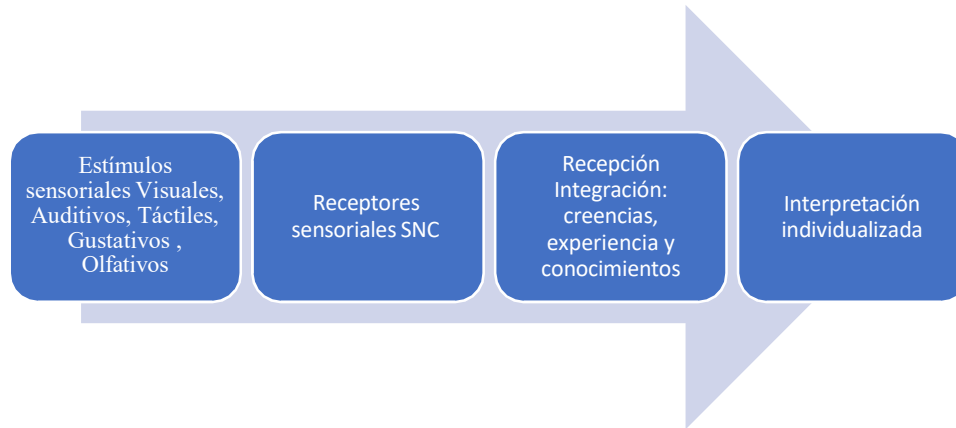 Estímulos
sensoriales Visuales,
Auditivos, Táctiles,
Gustativos ,
Olfativos
Receptores
sensoriales SNC
Recepción
Integración:
creencias,
experiencia y
conocimientos
Interpretación
individualizada